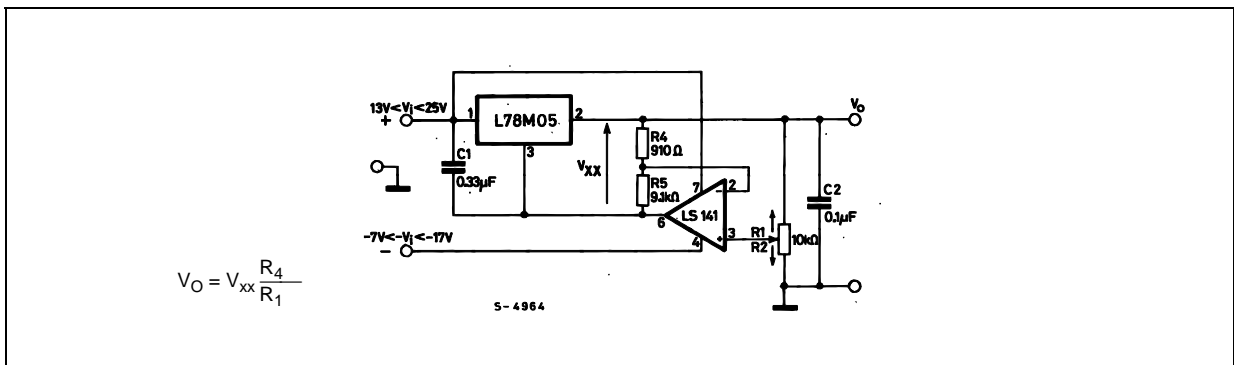 13V<Vi<25V
+
1
L78M05
2
VO
3
C1
0.33µF
VXX
R4
910Ω
R5
9.1kΩ
7
2
-
6
LS 141
4
+
3
R1
R2
10kΩ
C2
0.1µF
-7V<-Vi<-17V
-
VO = Vxx R4/R1
S-4964